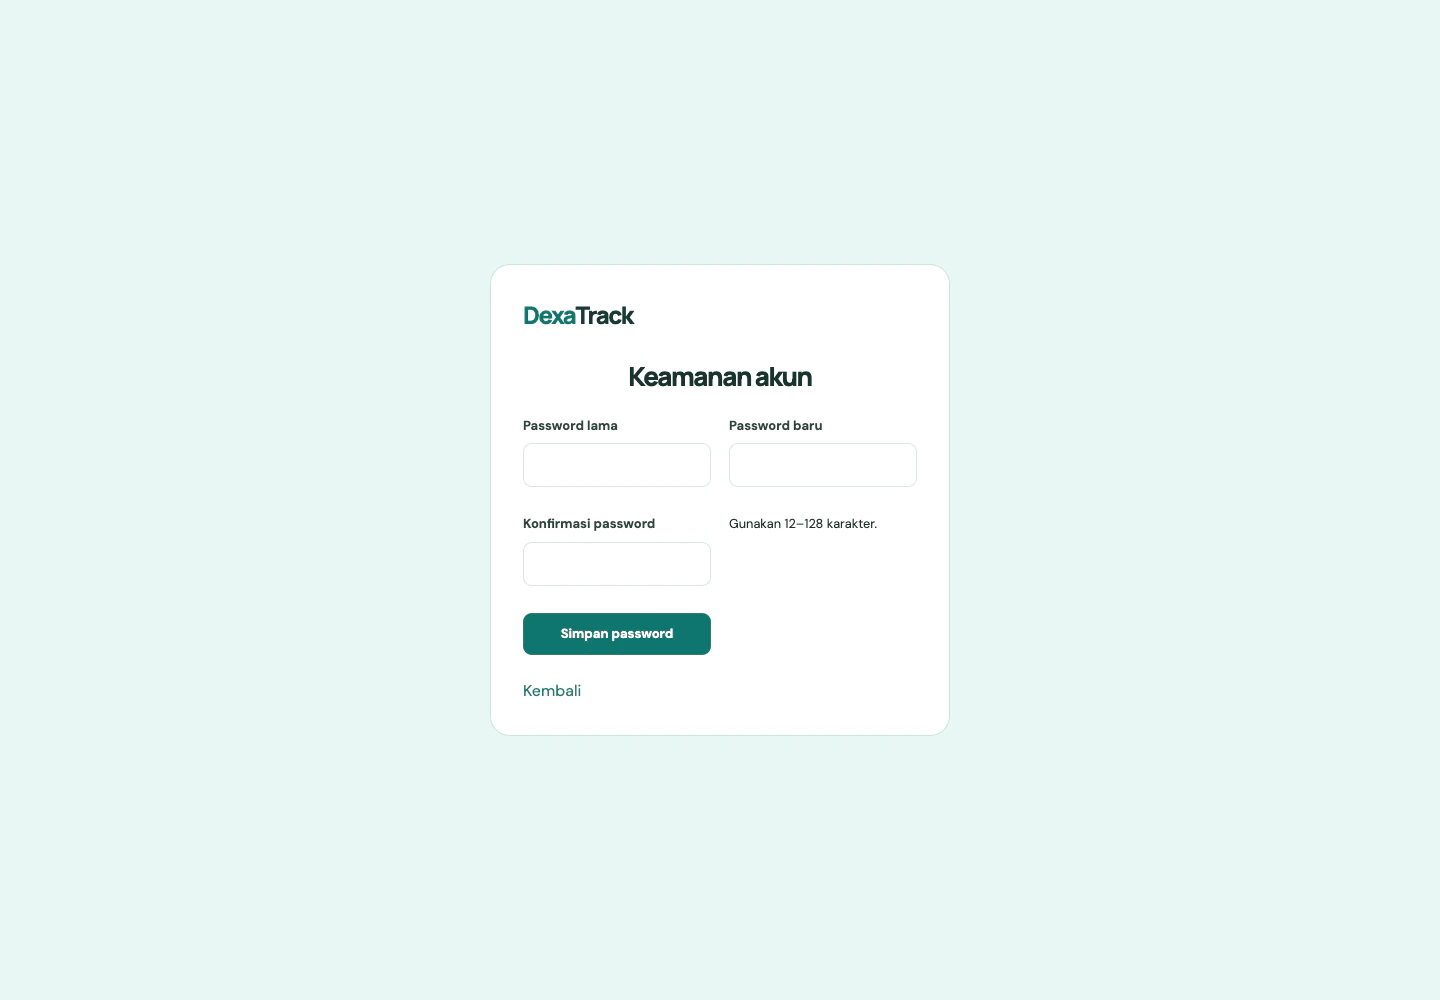 DexaTrack
Keamanan akun
Password lama
Password baru
Konfirmasi password
Gunakan 12–128 karakter.
Simpan password
Kembali